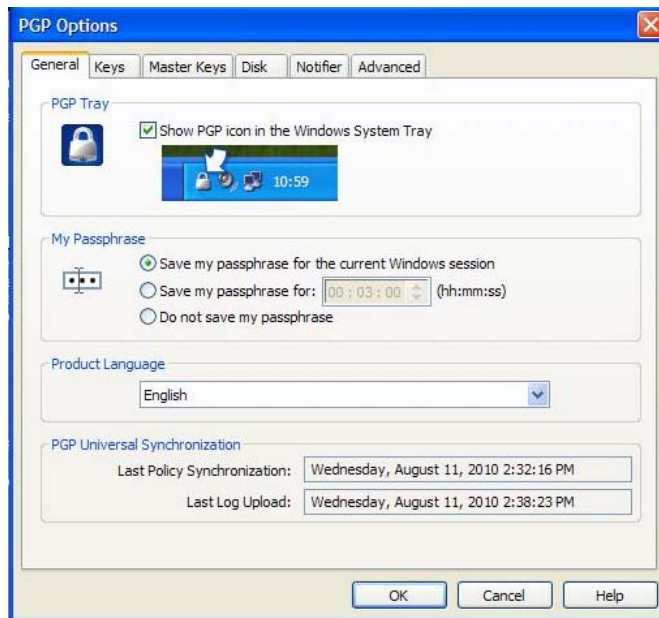 PGP Options
General Keys Master Keys Disk Notifier Advanced
PGP Tray
Show PGP icon in the Windows System Tray
10:59
My Passphrase
Save my passphrase for the current Windows session
Save my passphrase for: 00 : 03 : 00 (hh:mm:ss)
Do not save my passphrase
Product Language
English
PGP Universal Synchronization
Last Policy Synchronization: Wednesday, August 11, 2010 2:32:16 PM
Last Log Upload: Wednesday, August 11, 2010 2:38:23 PM
OK Cancel Help